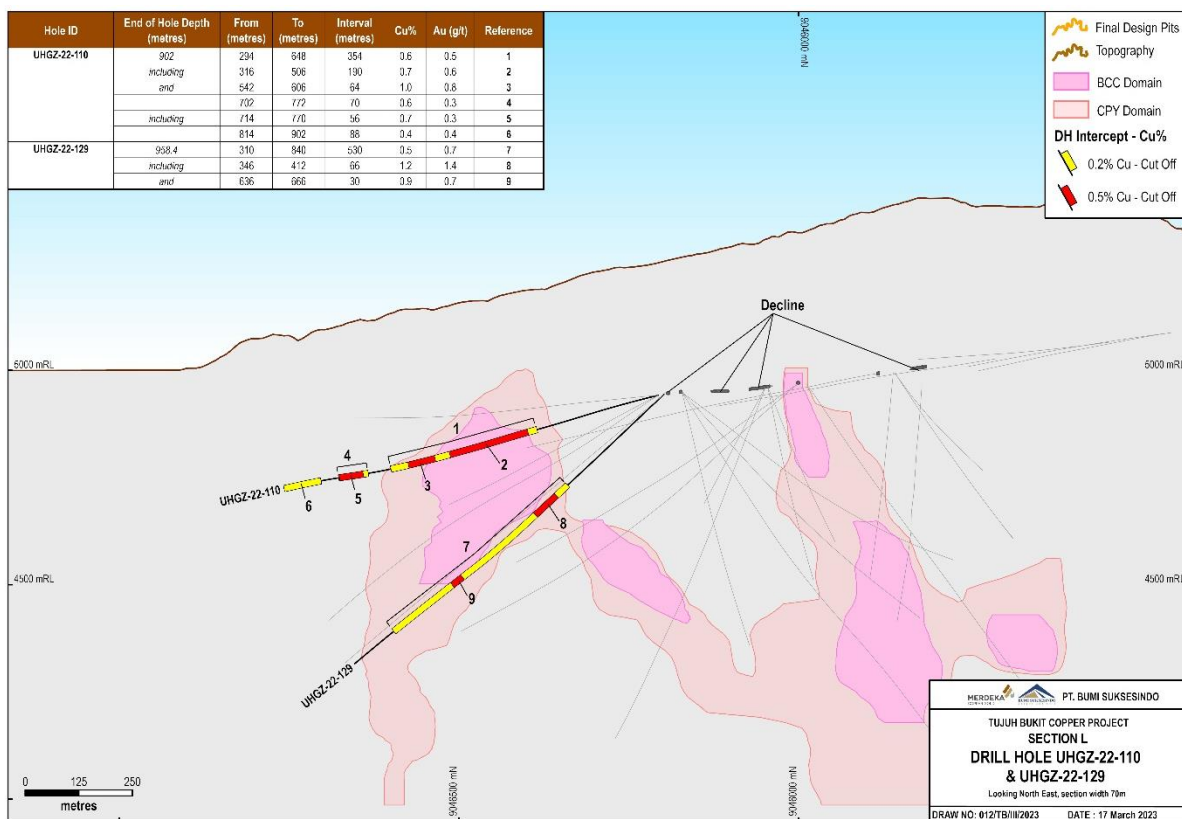 Hole ID End of Hole Depth (metres) From (metres) To (metres) Interval (metres) Cu% Au (g/t) Reference
UHGZ-22-110 902 294 648 354 0.6 0.5 1
including 316 506 190 0.7 0.6 2
and 542 606 64 1.0 0.8 3
702 772 70 0.6 0.3 4
including 714 770 56 0.7 0.3 5
814 902 88 0.4 0.4 6
UHGZ-22-129 958.4 310 840 530 0.5 0.7 7
including 346 412 66 1.2 1.4 8
and 636 666 30 0.9 0.7 9
9046000 mN
Final Design Pits
Topography
BCC Domain
CPY Domain
DH Intercept - Cu%
0.2% Cu - Cut Off
0.5% Cu - Cut Off
Decline
5000 mRL
5000 mRL
1
2
3
4
5
6
UHGZ-22-110
7
8
9
UHGZ-22-129
4500 mRL
4500 mRL
0 125 250
metres
9046500 mN
9046000 mN
MERDEKA
PT. BUMI SUKSESINDO
TUJUH BUKIT COPPER PROJECT
SECTION L
DRILL HOLE UHGZ-22-110
& UHGZ-22-129
Looking North East, section width 70m
DRAW NO: 012/TB/III/2023 DATE : 17 March 2023